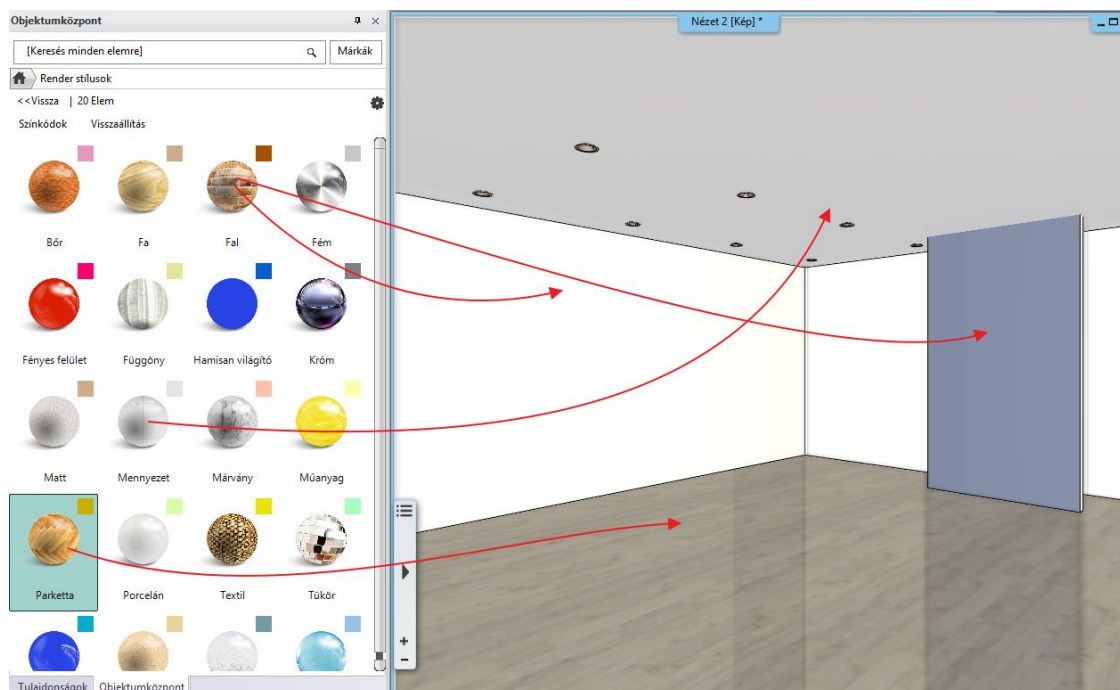 Objektumközpont
Nézet 2 [Kép] *
[Keresés minden elemre]
Márkák
Render stílusok
<<Vissza | 20 Elem
Színkódok Visszaállítás
Bőr Fa Fal Fém
Fényes felület Függöny Hamisan világító Króm
Matt Mennyezet Márvány Műanyag
Parketta Porcelán Textil Tükör
Tulajdonságok Objektumközpont